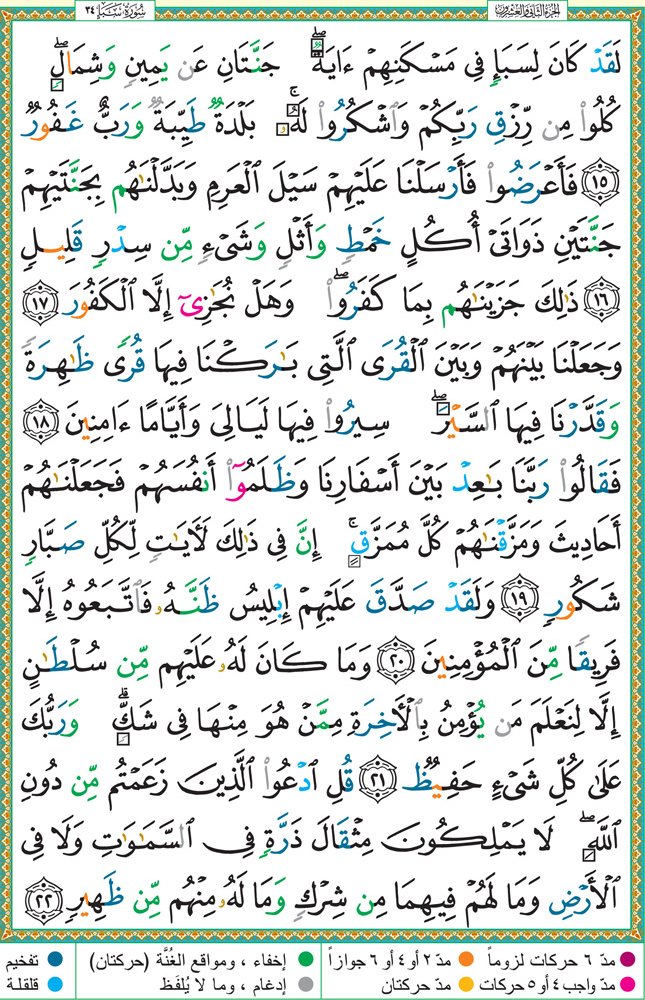 الجزء الثاني والعشرون
سُورَةُ سَبَإٍ ٣٤
لَقَدۡ كَانَ لِسَبَإٖ فِي مَسۡكَنِهِمۡ ءَايَةٞۖ جَنَّتَانِ عَن يَمِينٖ وَشِمَالٖۖ
كُلُواْ مِن رِّزۡقِ رَبِّكُمۡ وَٱشۡكُرُواْ لَهُۥۚ بَلۡدَةٞ طَيِّبَةٞ وَرَبٌّ غَفُورٞ
١٥ فَأَعۡرَضُواْ فَأَرۡسَلۡنَا عَلَيۡهِمۡ سَيۡلَ ٱلۡعَرِمِ وَبَدَّلۡنَٰهُم بِجَنَّتَيۡهِمۡ
جَنَّتَيۡنِ ذَوَاتَيۡ أُكُلٍ خَمۡطٖ وَأَثۡلٖ وَشَيۡءٖ مِّن سِدۡرٖ قَلِيلٖ
١٦ ذَٰلِكَ جَزَيۡنَٰهُم بِمَا كَفَرُواْۖ وَهَلۡ نُجَٰزِيٓ إِلَّا ٱلۡكَفُورَ ١٧
وَجَعَلۡنَا بَيۡنَهُمۡ وَبَيۡنَ ٱلۡقُرَى ٱلَّتِي بَٰرَكۡنَا فِيهَا قُرٗى ظَٰهِرَةٗ
وَقَدَّرۡنَا فِيهَا ٱلسَّيۡرَۖ سِيرُواْ فِيهَا لَيَالِيَ وَأَيَّامًا ءَامِنِينَ ١٨
فَقَالُواْ رَبَّنَا بَٰعِدۡ بَيۡنَ أَسۡفَارِنَا وَظَلَمُوٓاْ أَنفُسَهُمۡ فَجَعَلۡنَٰهُمۡ
أَحَادِيثَ وَمَزَّقۡنَٰهُمۡ كُلَّ مُمَزَّقٍۚ إِنَّ فِي ذَٰلِكَ لَأٓيَٰتٖ لِّكُلِّ صَبَّارٖ
شَكُورٖ ١٩ وَلَقَدۡ صَدَّقَ عَلَيۡهِمۡ إِبۡلِيسُ ظَنَّهُۥ فَٱتَّبَعُوهُ إِلَّا
فَرِيقٗا مِّنَ ٱلۡمُؤۡمِنِينَ ٢٠ وَمَا كَانَ لَهُۥ عَلَيۡهِم مِّن سُلۡطَٰنٍ
إِلَّا لِنَعۡلَمَ مَن يُؤۡمِنُ بِٱلۡأٓخِرَةِ مِمَّنۡ هُوَ مِنۡهَا فِي شَكّٖۗ وَرَبُّكَ
عَلَىٰ كُلِّ شَيۡءٍ حَفِيظٞ ٢١ قُلِ ٱدۡعُواْ ٱلَّذِينَ زَعَمۡتُم مِّن دُونِ
ٱللَّهِۖ لَا يَمۡلِكُونَ مِثۡقَالَ ذَرَّةٖ فِي ٱلسَّمَٰوَٰتِ وَلَا فِي
ٱلۡأَرۡضِ وَمَا لَهُمۡ فِيهِمَا مِن شِرۡكٖ وَمَا لَهُۥ مِنۡهُم مِّن ظَهِيرٖ ٢٢
مدّ ٦ حركات لزوماً مدّ ٢ أو ٤ أو ٦ جوازاً إخفاء ، ومواقع الغُنَّة (حركتان) تفخيم
مدّ واجب ٤ أو ٥ حركات مدّ حركتان إدغام ، وما لا يُلفَظ قلقلة